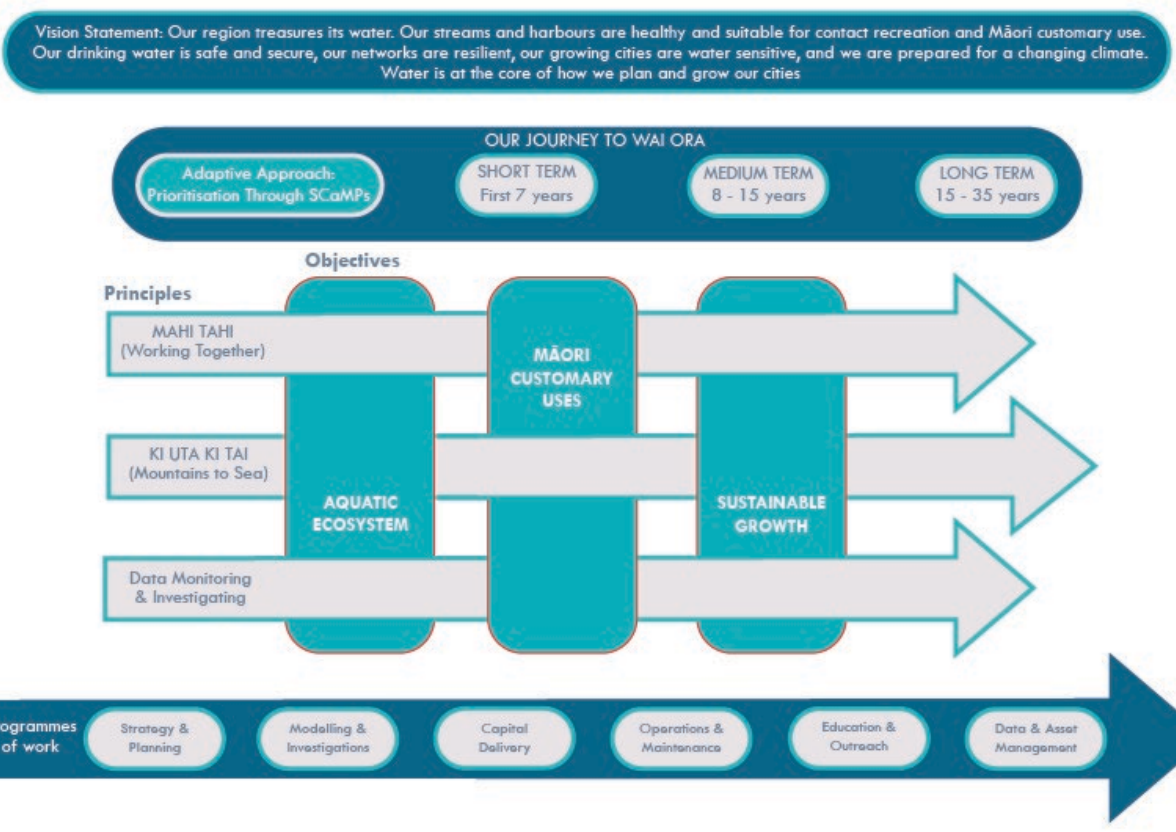 Vision Statement: Our region treasures its water. Our streams and harbours are healthy and suitable for contact recreation and Māori customary use.
Our drinking water is safe and secure, our networks are resilient, our growing cities are water sensitive, and we are prepared for a changing climate.
Water is at the core of how we plan and grow our cities
OUR JOURNEY TO WAI ORA
Adaptive Approach:
Prioritisation Through SCaMPs
SHORT TERM
First 7 years
MEDIUM TERM
8 - 15 years
LONG TERM
15 - 35 years
Objectives
Principles
MAHI TAHI
(Working Together)
MĀORI
CUSTOMARY
USES
KI UTA KI TAI
(Mountains to Sea)
AQUATIC
ECOSYSTEM
SUSTAINABLE
GROWTH
Data Monitoring
& Investigating
ogrammes
of work
Strategy &
Planning
Modelling &
Investigations
Capital
Delivery
Operations &
Maintenance
Education &
Outreach
Data & Asset
Management